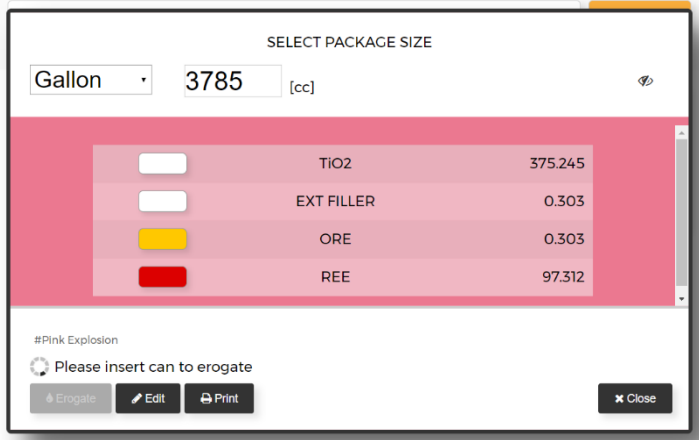 SELECT PACKAGE SIZE
Gallon 3785 [cc]
TiO2 375.245
EXT FILLER 0.303
ORE 0.303
REE 97.312
#Pink Explosion
Please insert can to erogate
Erogate Edit Print Close